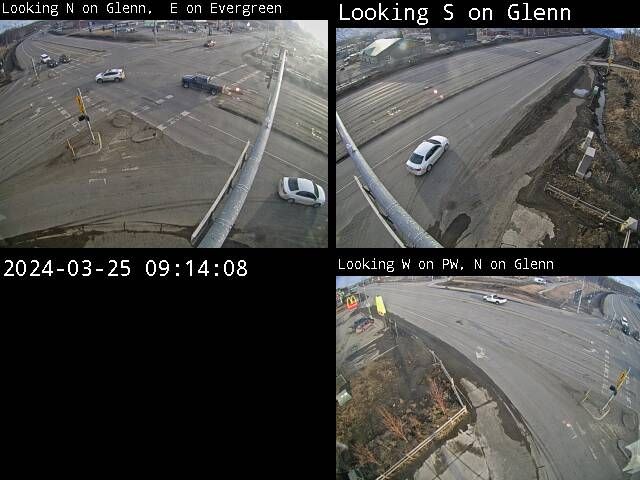 Looking N on Glenn,  E on Evergreen
Looking S on Glenn
2024-03-25 09:14:08
Looking W on PW, N on Glenn